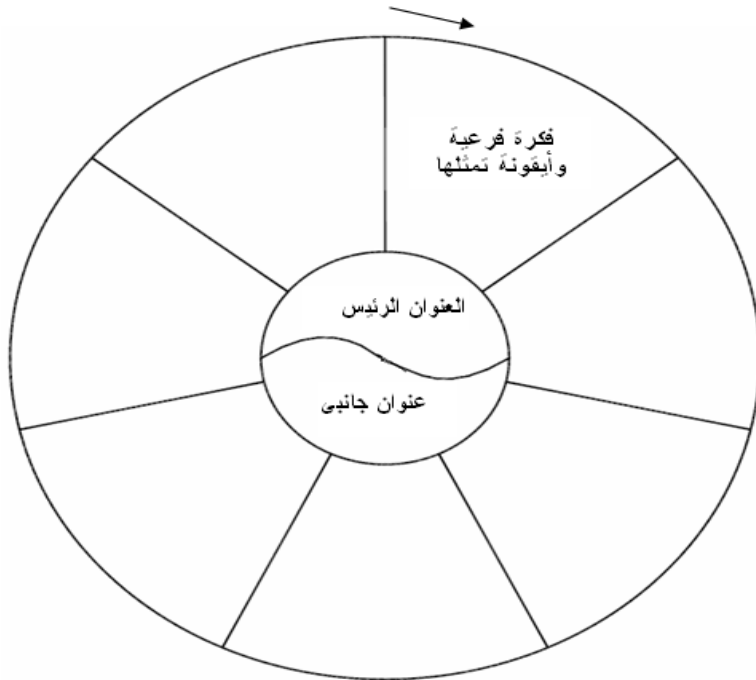 فكرة فرعية
وأيقونة تمثلها
العنوان الرئيس
عنوان جانبي